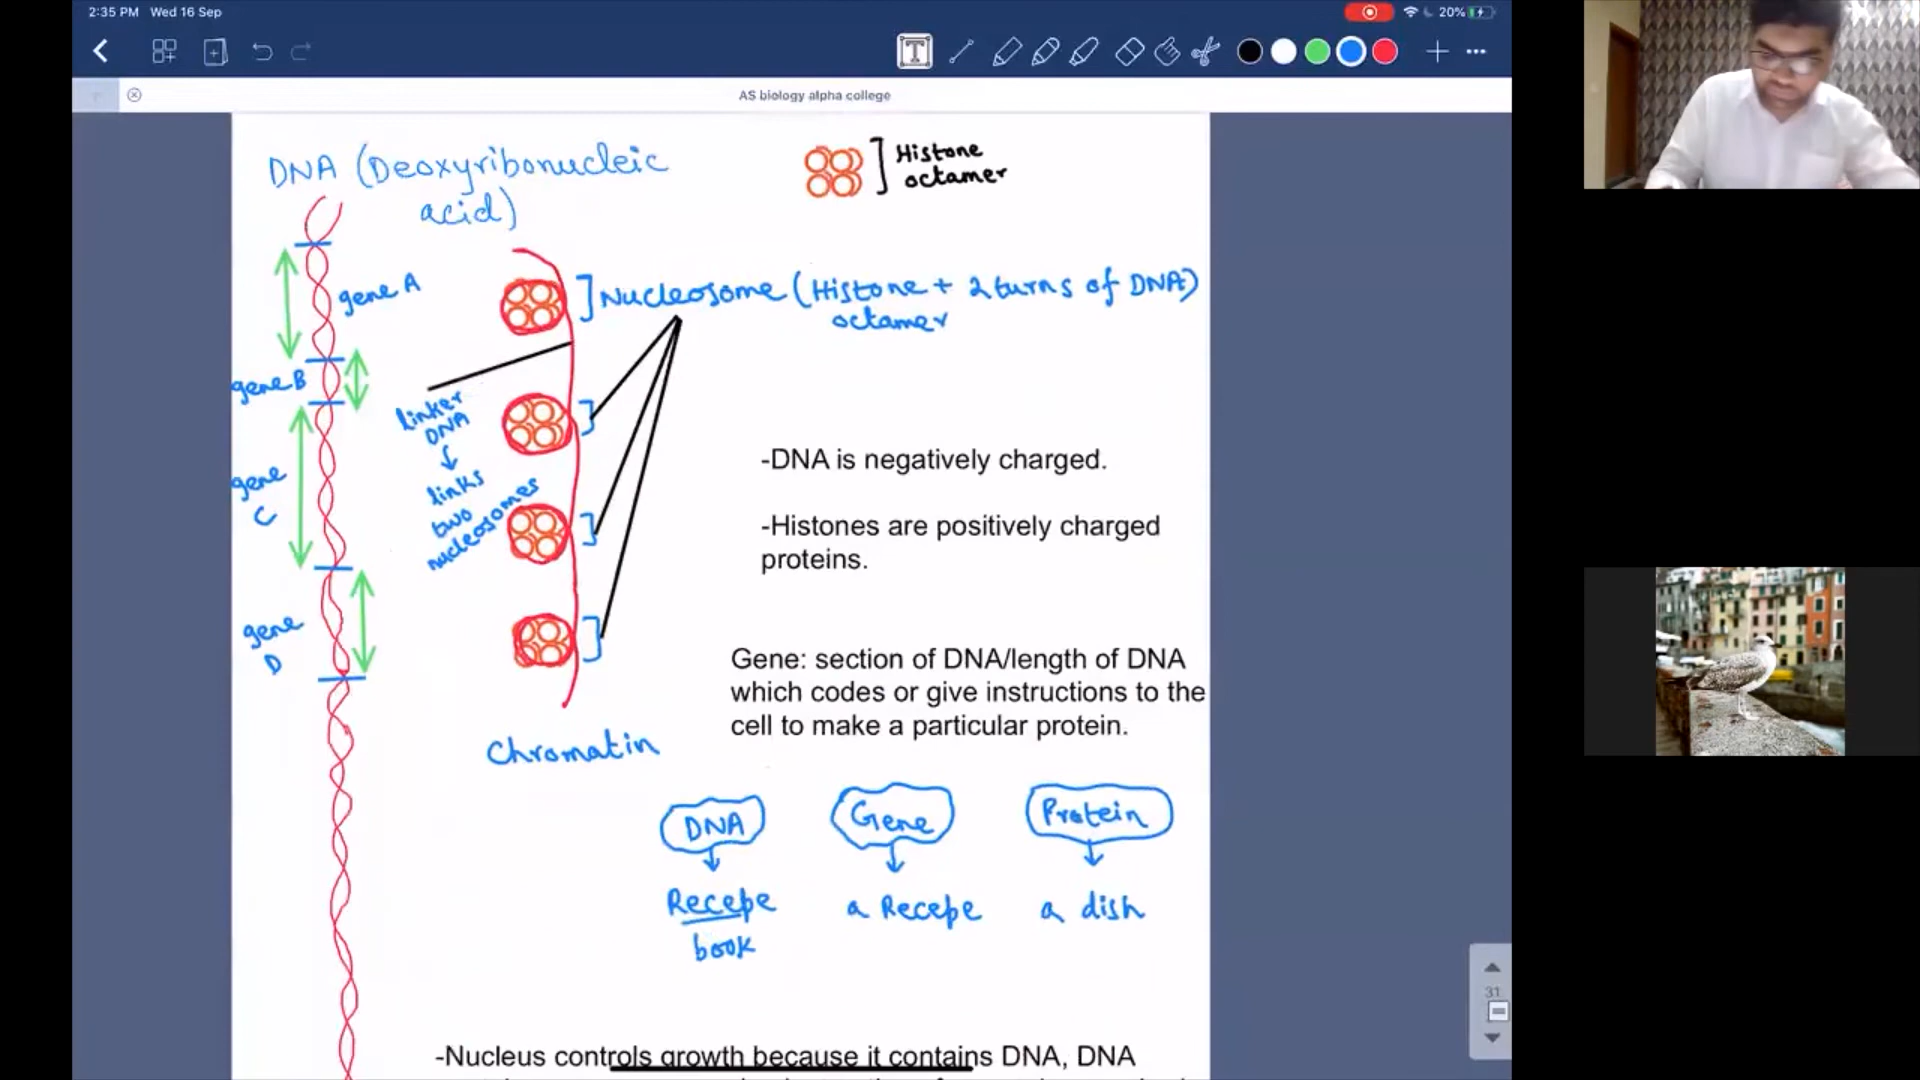 2:35 PM Wed 16 Sep
20%
AS biology alpha college
DNA (Deoxyribonucleic
acid)
Histone
octamer
gene A
Nucleosome (Histone + 2 turns of DNA)
octamer
gene B
linker
DNA
links
two
nucleosomes
gene
C
-DNA is negatively charged.
-Histones are positively charged
proteins.
gene
D
Gene: section of DNA/length of DNA
which codes or give instructions to the
cell to make a particular protein.
Chromatin
DNA
Gene
Protein
Recepe
book
a Recepe
a dish
31
-Nucleus controls growth because it contains DNA, DNA